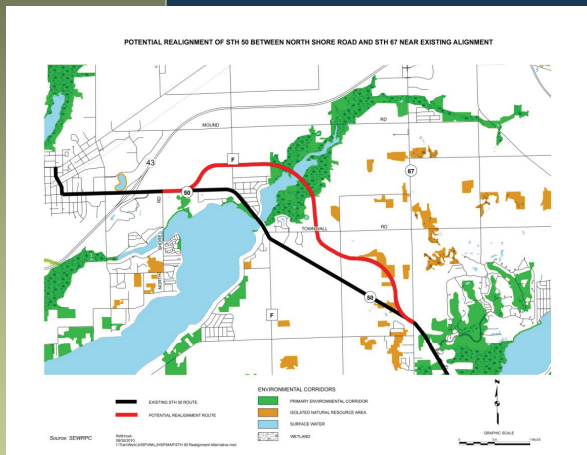 POTENTIAL REALIGNMENT OF STH 50 BETWEEN NORTH SHORE ROAD AND STH 67 NEAR EXISTING ALIGNMENT
MOUND RD
43
F
67
50
RD
SHORE
NORTH
TOWN HALL RD
50
F
EXISTING STH 50 ROUTE
POTENTIAL REALIGNMENT ROUTE
ENVIRONMENTAL CORRIDORS
PRIMARY ENVIRONMENTAL CORRIDOR
ISOLATED NATURAL RESOURCE AREA
SURFACE WATER
WETLAND
GRAPHIC SCALE
Source: SEWRPC